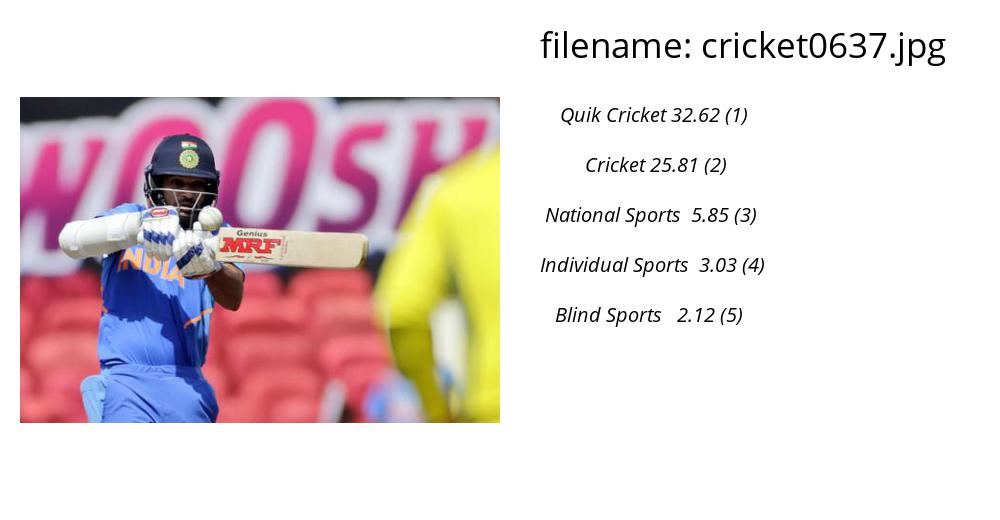 filename: cricket0637.jpg
WOOSH
Quik Cricket 32.62 (1)
Cricket 25.81 (2)
National Sports 5.85 (3)
Individual Sports 3.03 (4)
Blind Sports 2.12 (5)
Genius
MRF
INDIA